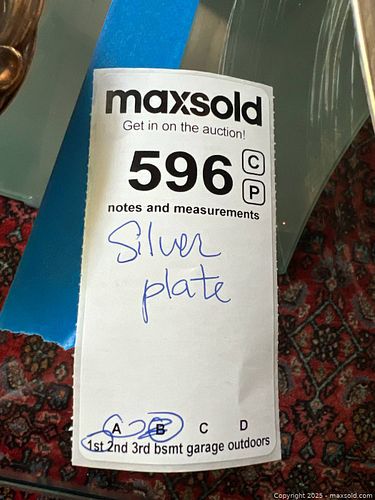 maxsold
Get in on the auction!
596 C
P
notes and measurements
Silver
plate
A B C D
1st 2nd 3rd bsmt garage outdoors
Copyright 2025 - maxsold.com